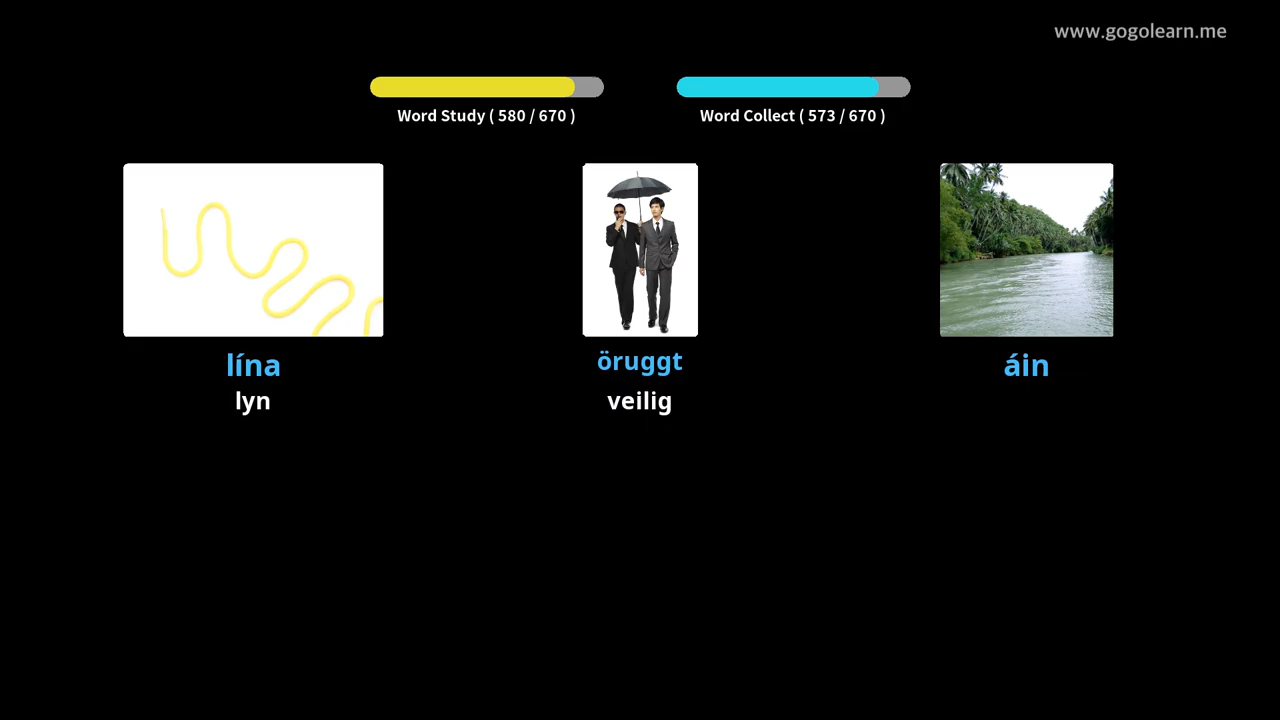 www.gogolearn.me
Word Study ( 580 / 670 )
Word Collect ( 573 / 670 )
lína
öruggt
áin
lyn
veilig